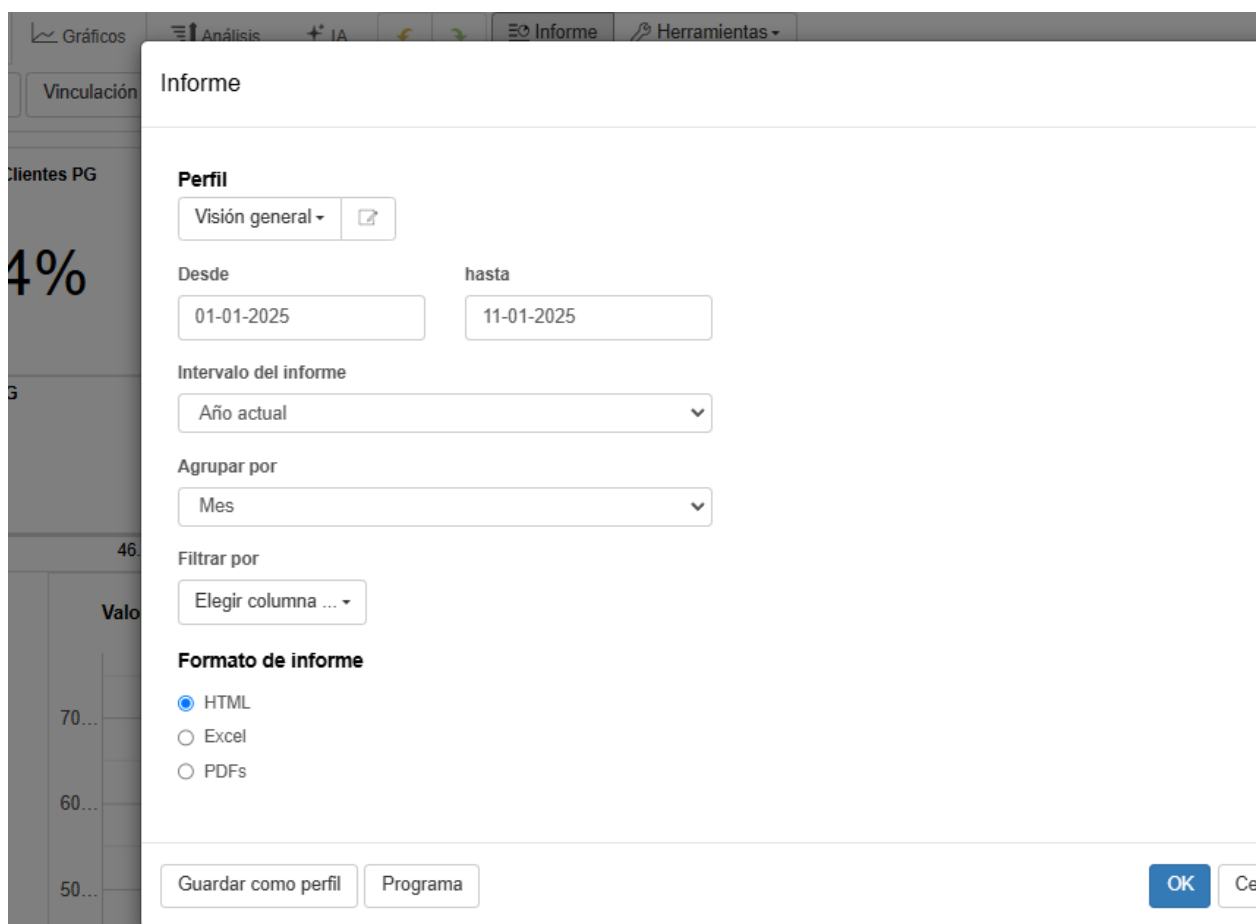 Gráficos Análisis IA Informe Herramientas
Vinculación
Informe
Clientes PG
Perfil
Visión general
4%
Desde hasta
01-01-2025 11-01-2025
Intervalo del informe
G
Año actual
Agrupar por
Mes
46.
Filtrar por
Elegir columna ...
Valo
Formato de informe
HTML
70...
Excel
PDFs
60...
Guardar como perfil Programa OK Ce
50...